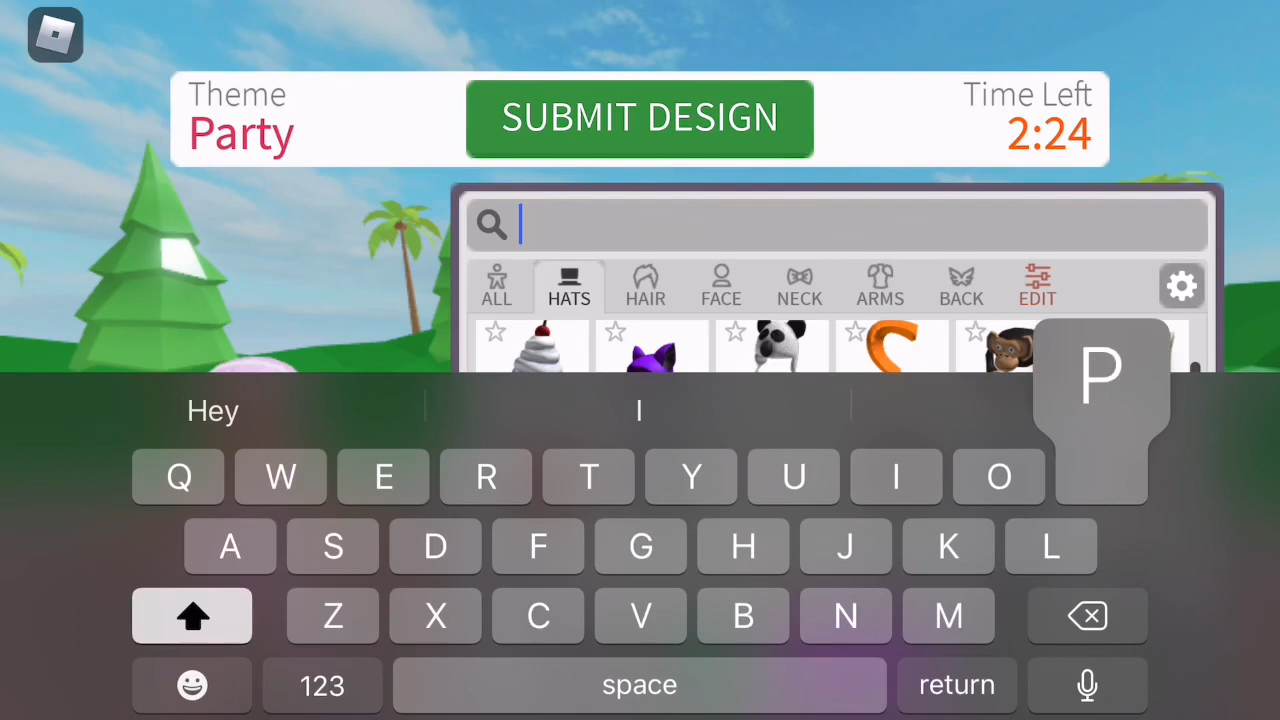 Theme
Party
SUBMIT DESIGN
Time Left
2:24
ALL HATS HAIR FACE NECK ARMS BACK EDIT
Hey I
P
Q W E R T Y U I O
A S D F G H J K L
Z X C V B N M
123 space return